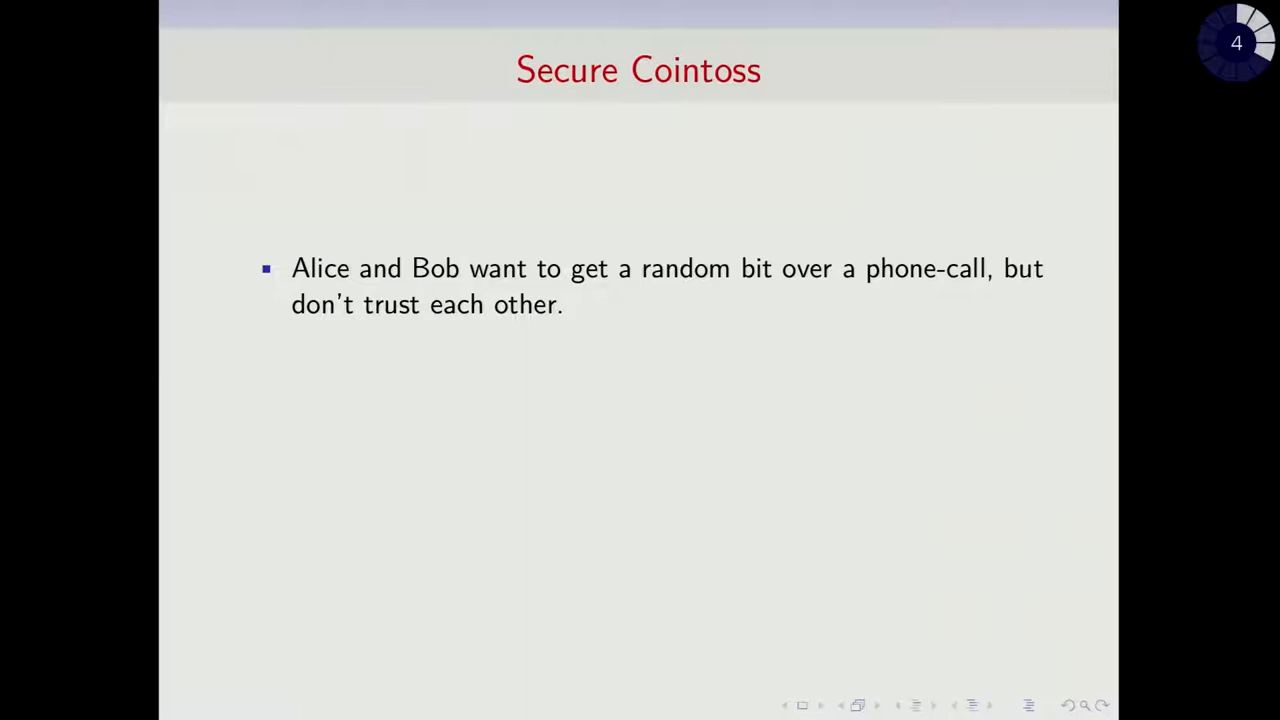 Secure Cointoss
4
Alice and Bob want to get a random bit over a phone-call, but
don't trust each other.